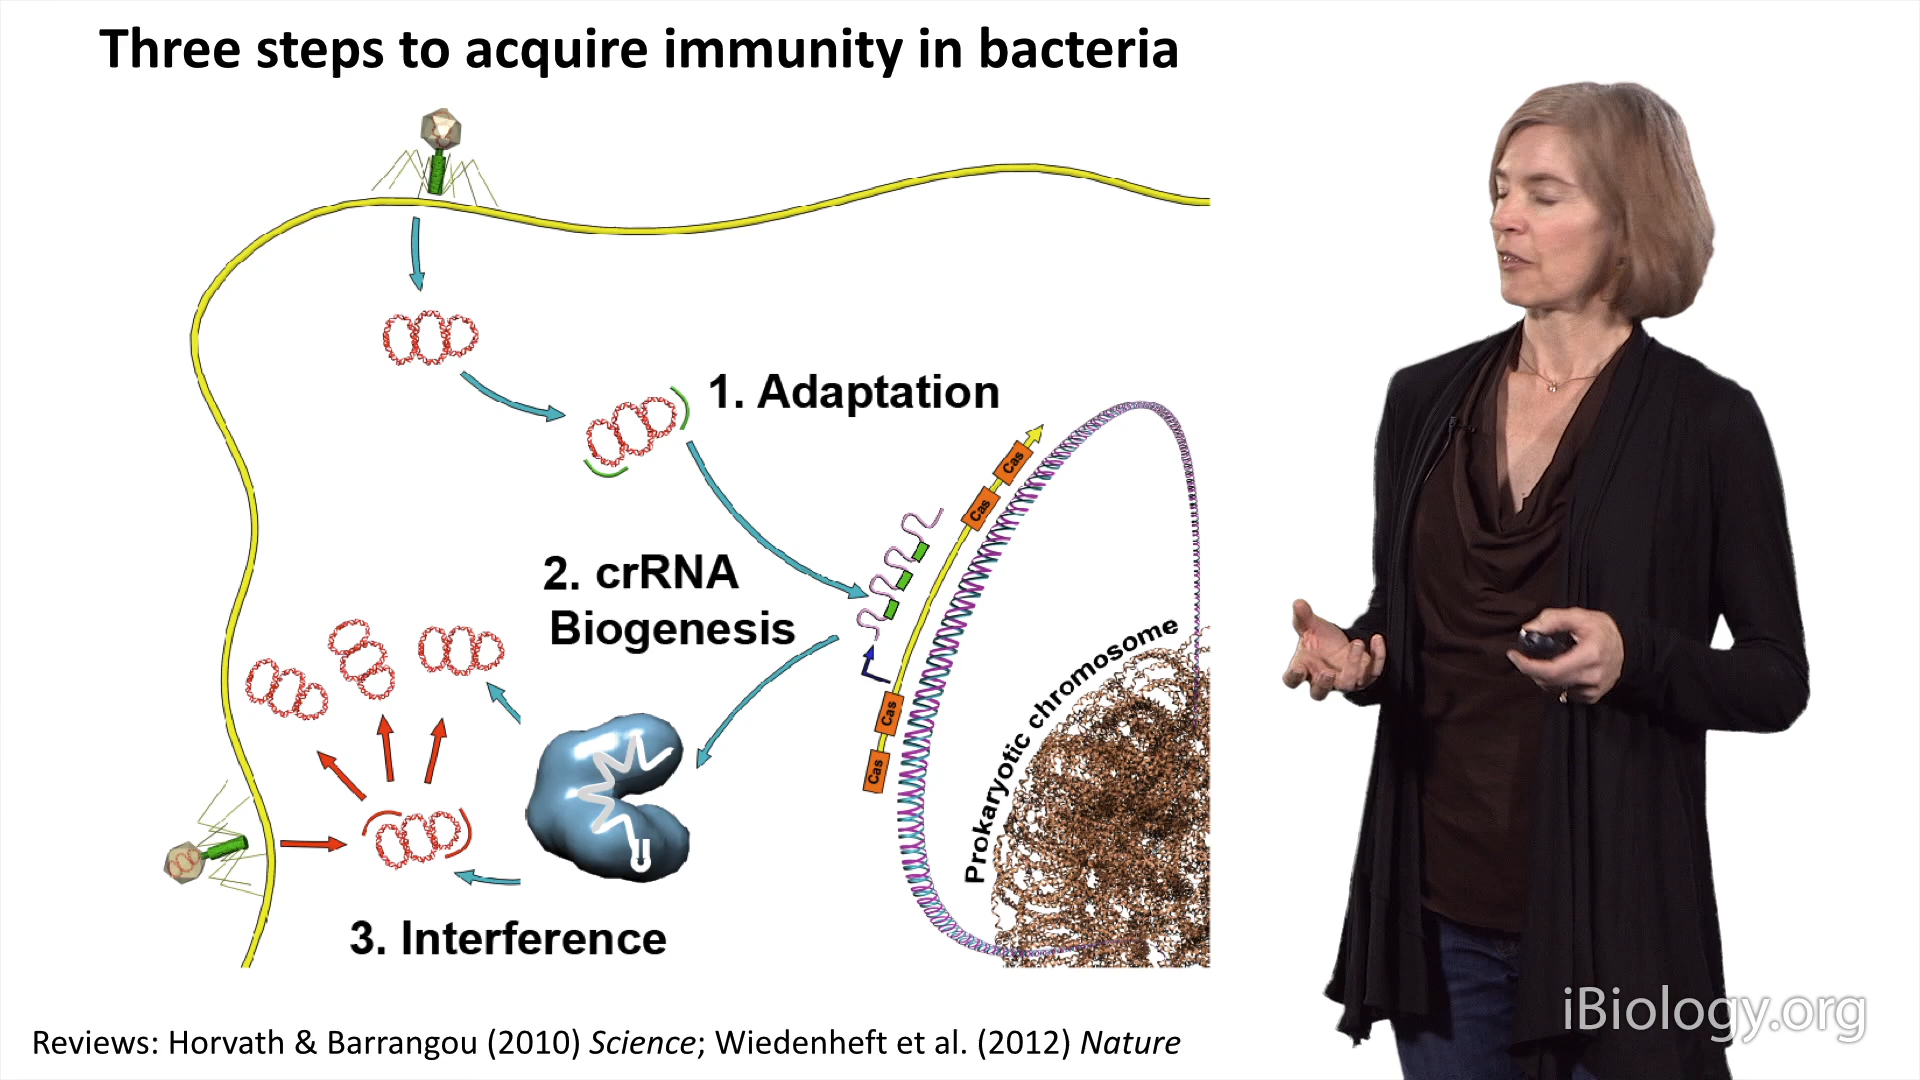 Three steps to acquire immunity in bacteria
1. Adaptation
2. crRNA
Biogenesis
Cas
Cas
Cas
Cas
Prokaryotic chromosome
3. Interference
iBiology.org
Reviews: Horvath & Barrangou (2010) Science; Wiedenheft et al. (2012) Nature